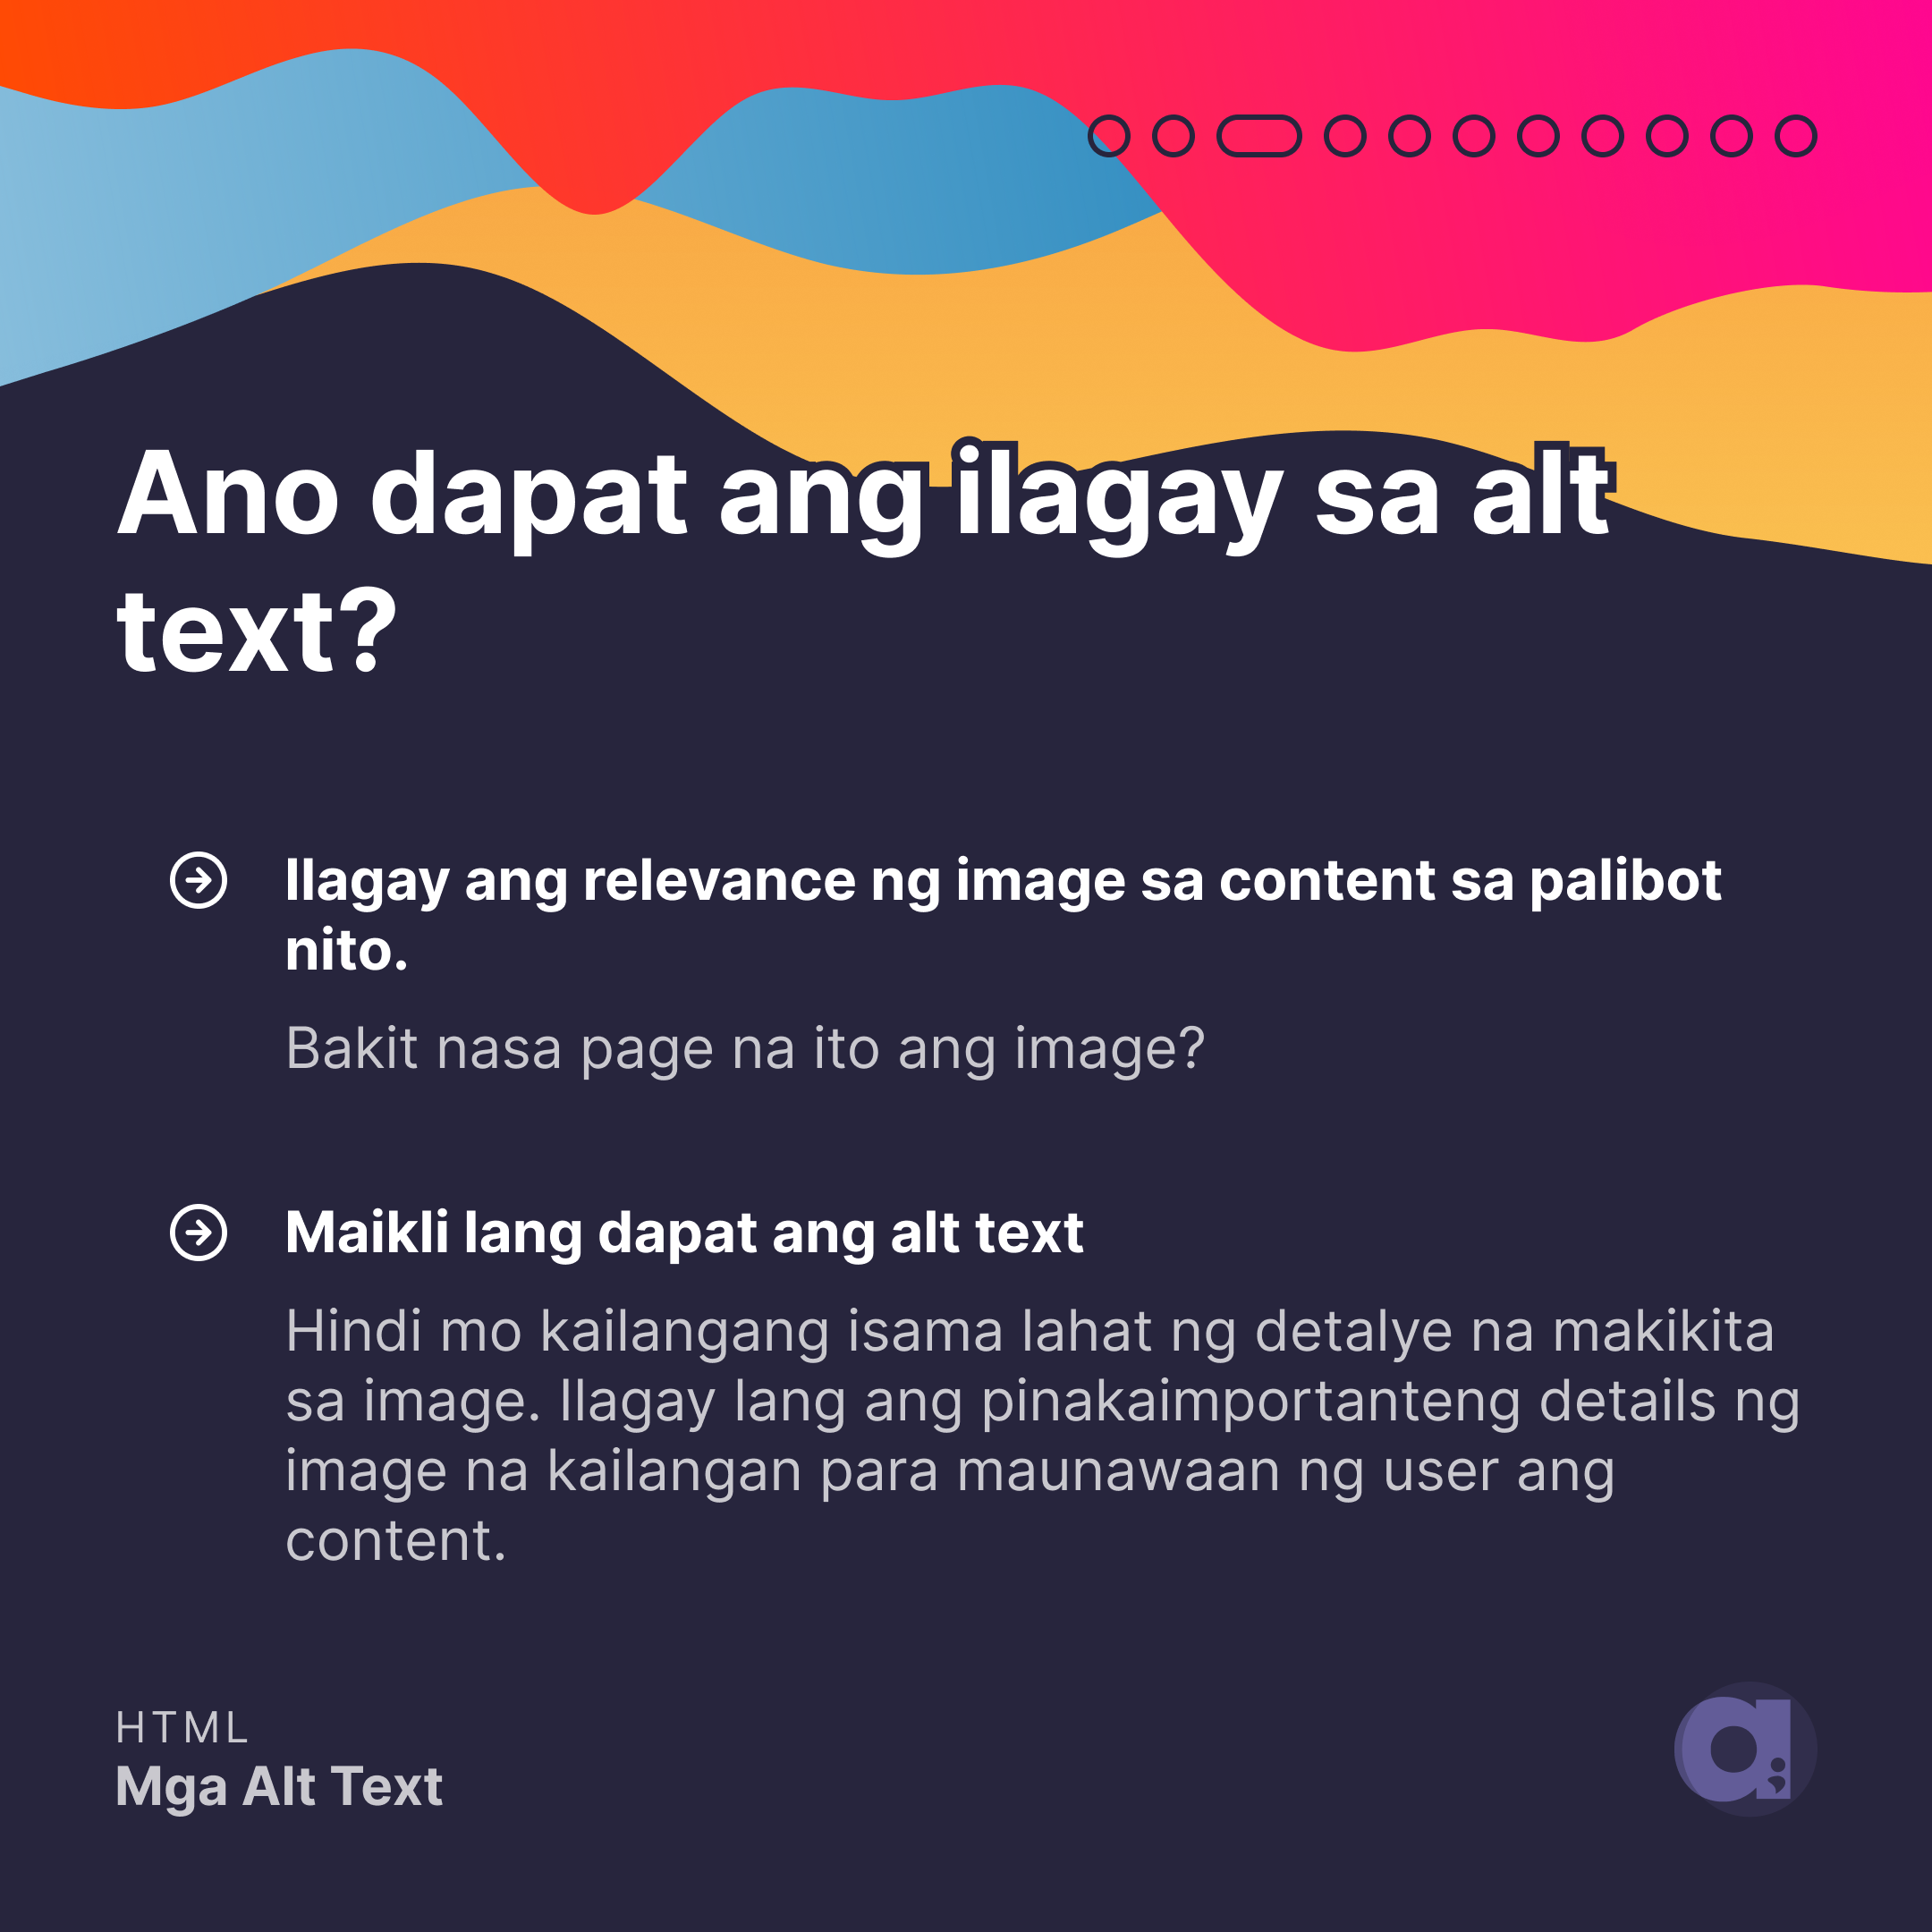 Ano dapat ang ilagay sa alt
text?
Ilagay ang relevance ng image sa content sa palibot
nito.
Bakit nasa page na ito ang image?
Maikli lang dapat ang alt text
Hindi mo kailangang isama lahat ng detalye na makikita
sa image. Ilagay lang ang pinakaimportanteng details ng
image na kailangan para maunawaan ng user ang
content.
HTML
Mga Alt Text
a;